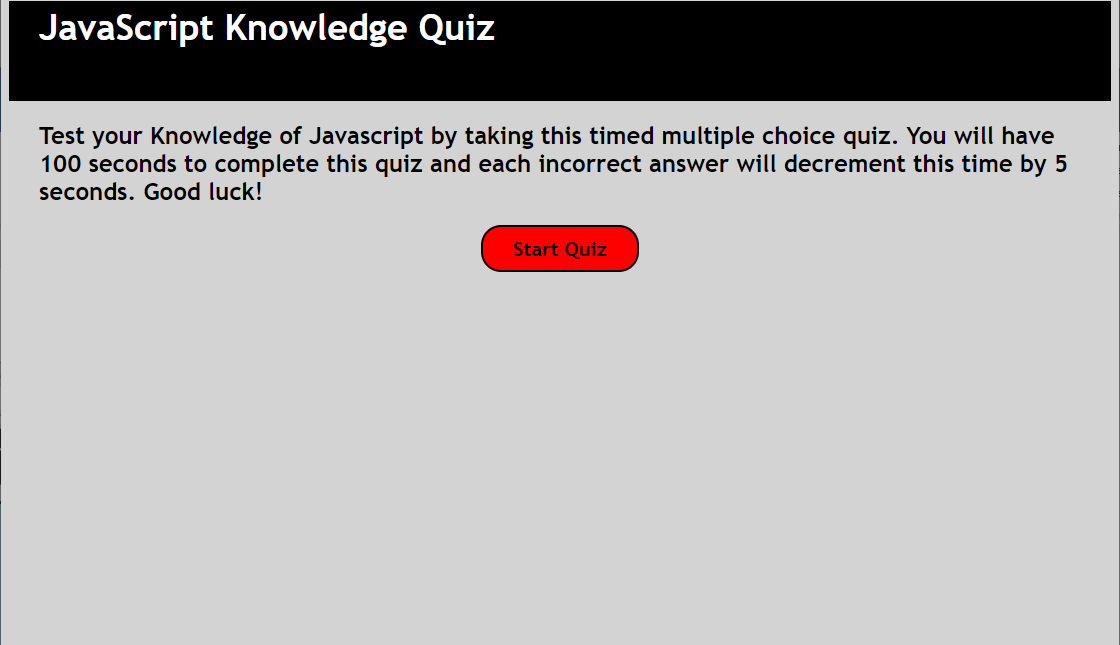 JavaScript Knowledge Quiz
Test your Knowledge of Javascript by taking this timed multiple choice quiz. You will have
100 seconds to complete this quiz and each incorrect answer will decrement this time by 5
seconds. Good luck!
Start Quiz